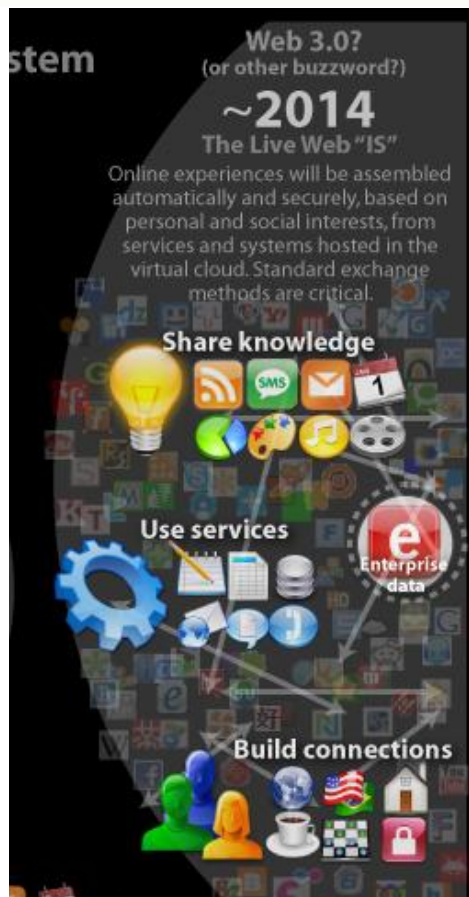 stem
Web 3.0?
(or other buzzword?)
~2014
The Live Web “IS”
Online experiences will be assembled
automatically and securely, based on
personal and social interests, from
services and systems hosted in the
virtual cloud. Standard exchange
methods are critical.
Share knowledge
SMS
1
Use services
e
Enterprise
data
Build connections